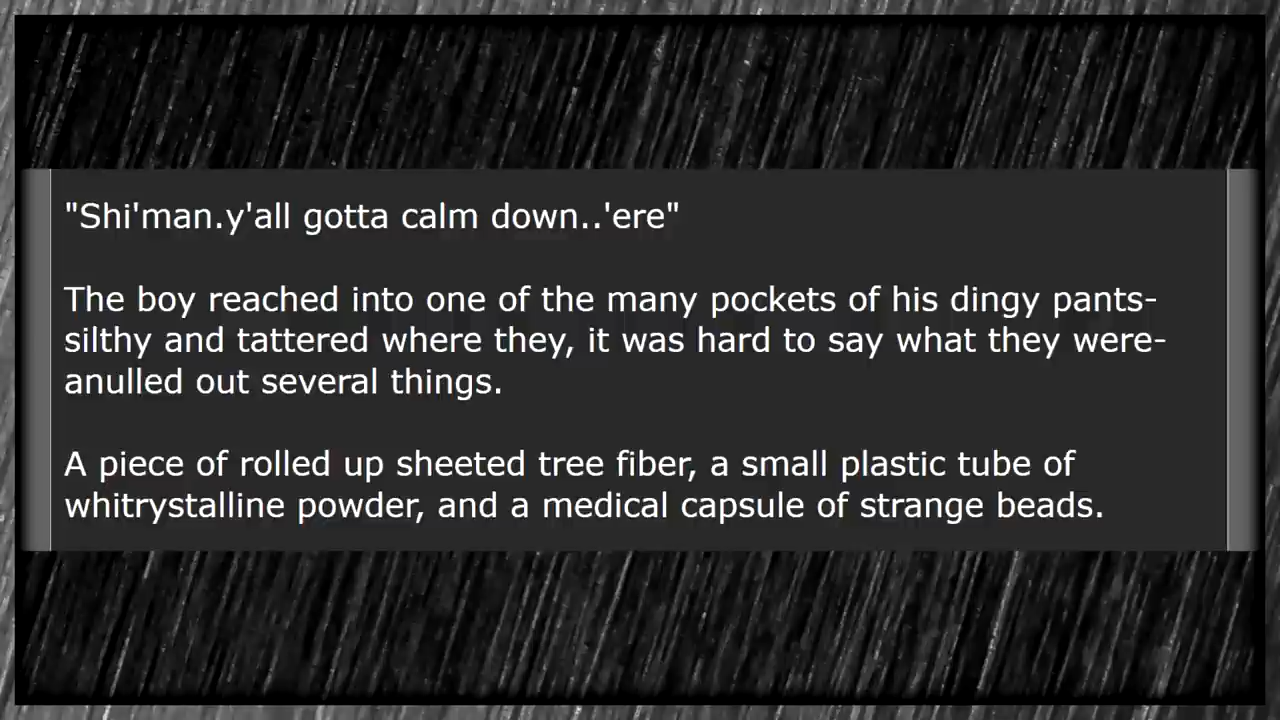 "Shi'man.y'all gotta calm down..'ere"
The boy reached into one of the many pockets of his dingy pants-
silthy and tattered where they, it was hard to say what they were-
anulled out several things.
A piece of rolled up sheeted tree fiber, a small plastic tube of
whitrystalline powder, and a medical capsule of strange beads.